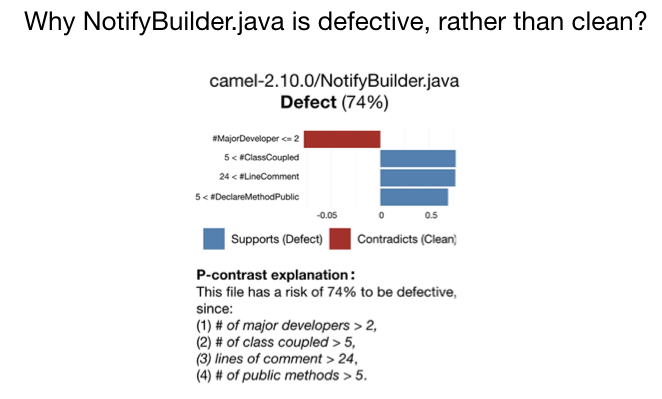 Why NotifyBuilder.java is defective, rather than clean?
camel-2.10.0/NotifyBuilder.java
Defect (74%)
#MajorDeveloper <= 2
5 < #ClassCoupled
24 < #LineComment
5 < #DeclareMethodPublic
-0.05 0 0.5
Supports (Defect) Contradicts (Clean)
P-contrast explanation:
This file has a risk of 74% to be defective,
since:
(1) # of major developers > 2,
(2) # of class coupled > 5,
(3) lines of comment > 24,
(4) # of public methods > 5.